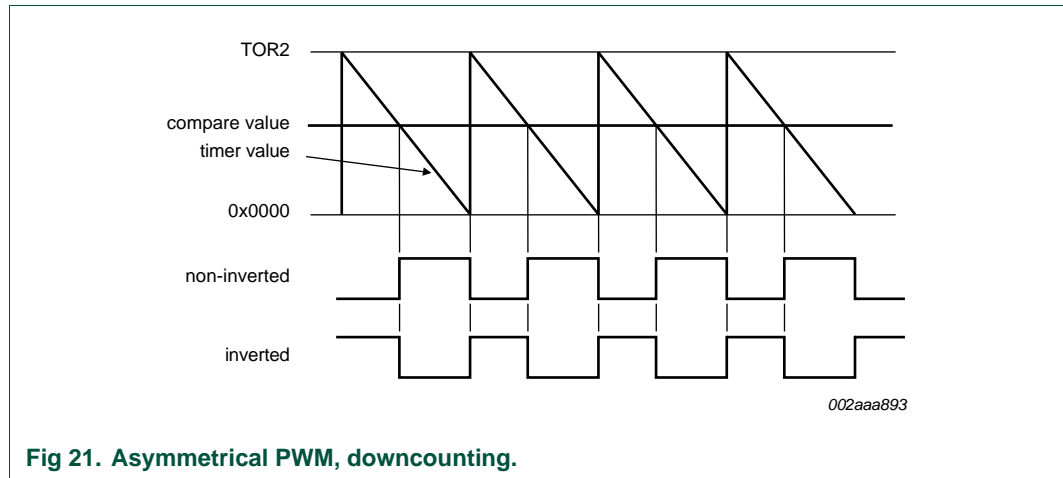 TOR2
compare value
timer value
0x0000
non-inverted
inverted
002aaa893
Fig 21. Asymmetrical PWM, downcounting.